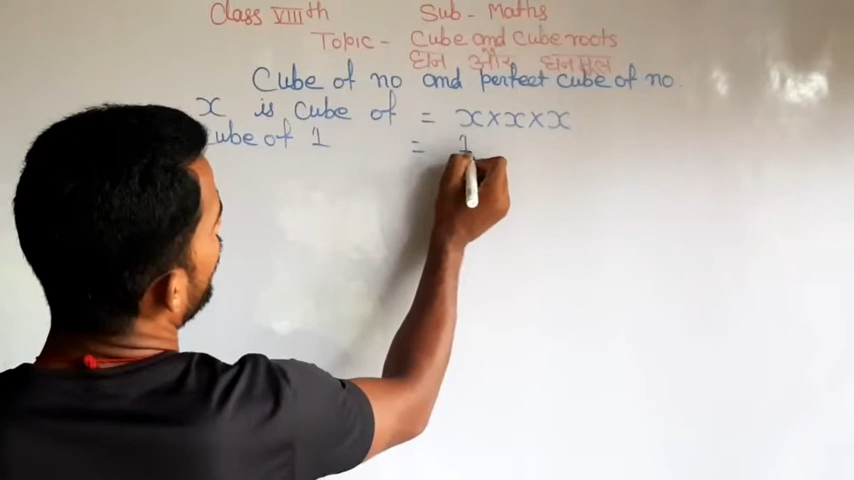 Class VIIIth Sub- Maths
Topic- Cube and Cube roots
घन और घनमूल
Cube of no and perfect cube of no.
x is Cube of = x×x×x
Cube of 1 = 1